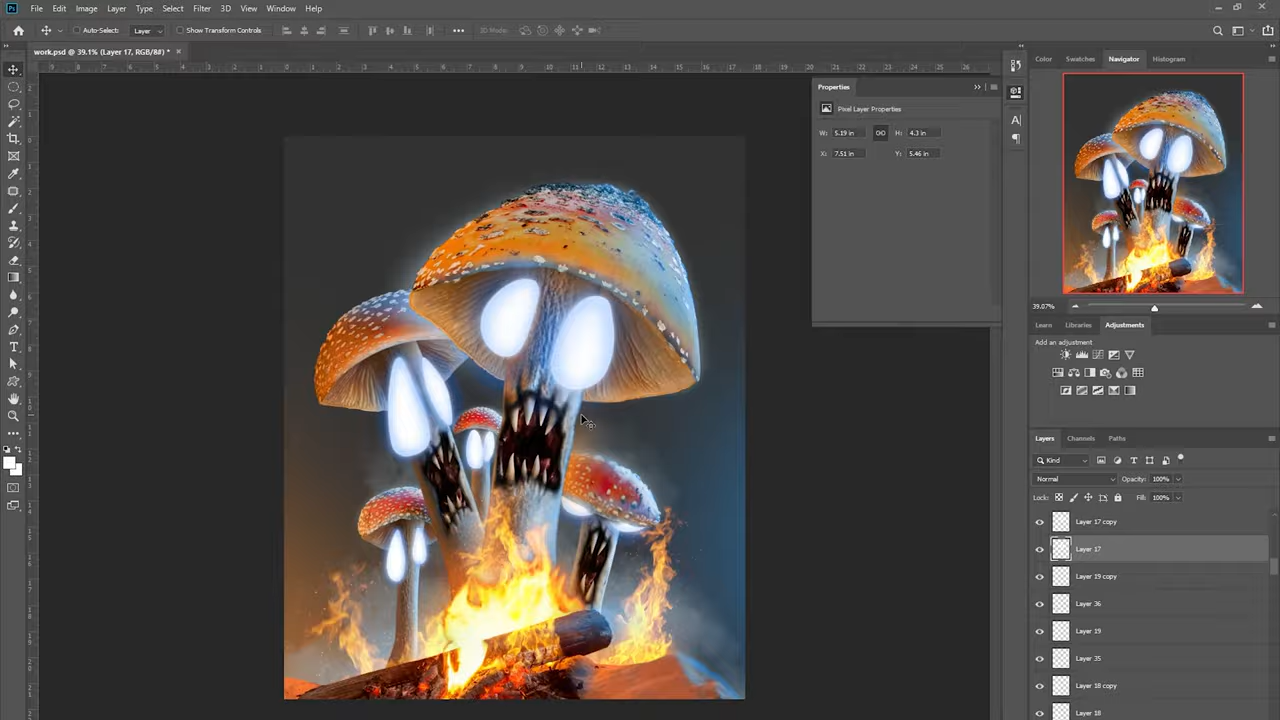 Ps File Edit Image Layer Type Select Filter 3D View Window Help
Auto-Select: Layer Show Transform Controls 3D Mode:
work.psd @ 39.1% (Layer 17, RGB/8#) * ×
Color Swatches Navigator Histogram
Properties
Pixel Layer Properties
W: 5.19 in H: 4.3 in
X: 7.51 in Y: 5.46 in
39.07%
Learn Libraries Adjustments
Add an adjustment
Layers Channels Paths
Kind
Normal Opacity: 100%
Lock: Fill: 100%
Layer 17 copy
Layer 17
Layer 19 copy
Layer 36
Layer 19
Layer 35
Layer 18 copy
Layer 18